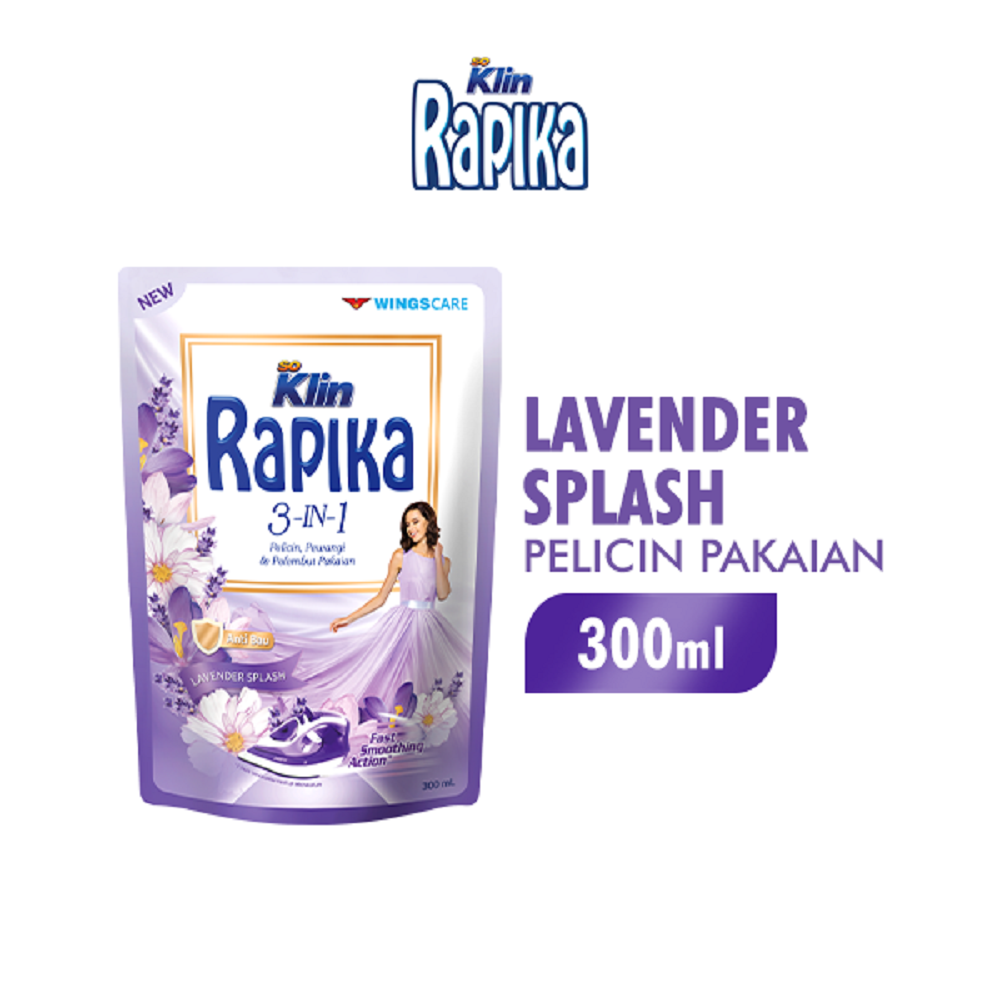 SO
Klin
RAPIKA
NEW
WINGSCARE
SO
Klin
RAPIKA
3-IN-1
Pelicin, Pewangi
& Pelembut Pakaian
Anti Bau
LAVENDER SPLASH
Fast
Smoothing
Action
300 mL
LAVENDER
SPLASH
PELICIN PAKAIAN
300ml